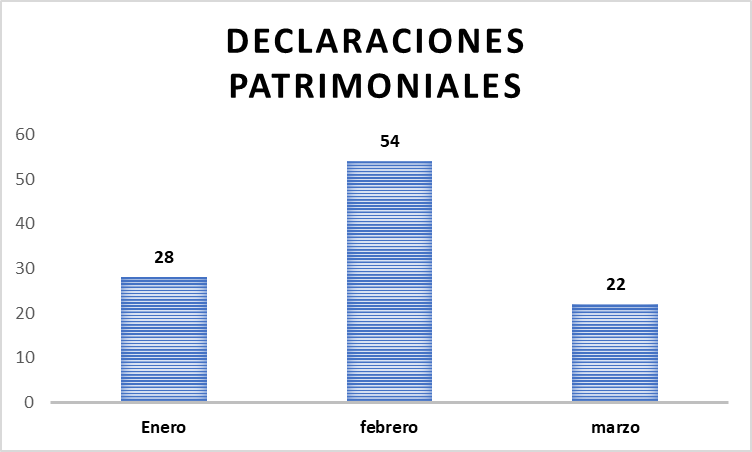 DECLARACIONES
PATRIMONIALES
60
50
40
30
20
10
0
28
54
22
Enero
febrero
marzo